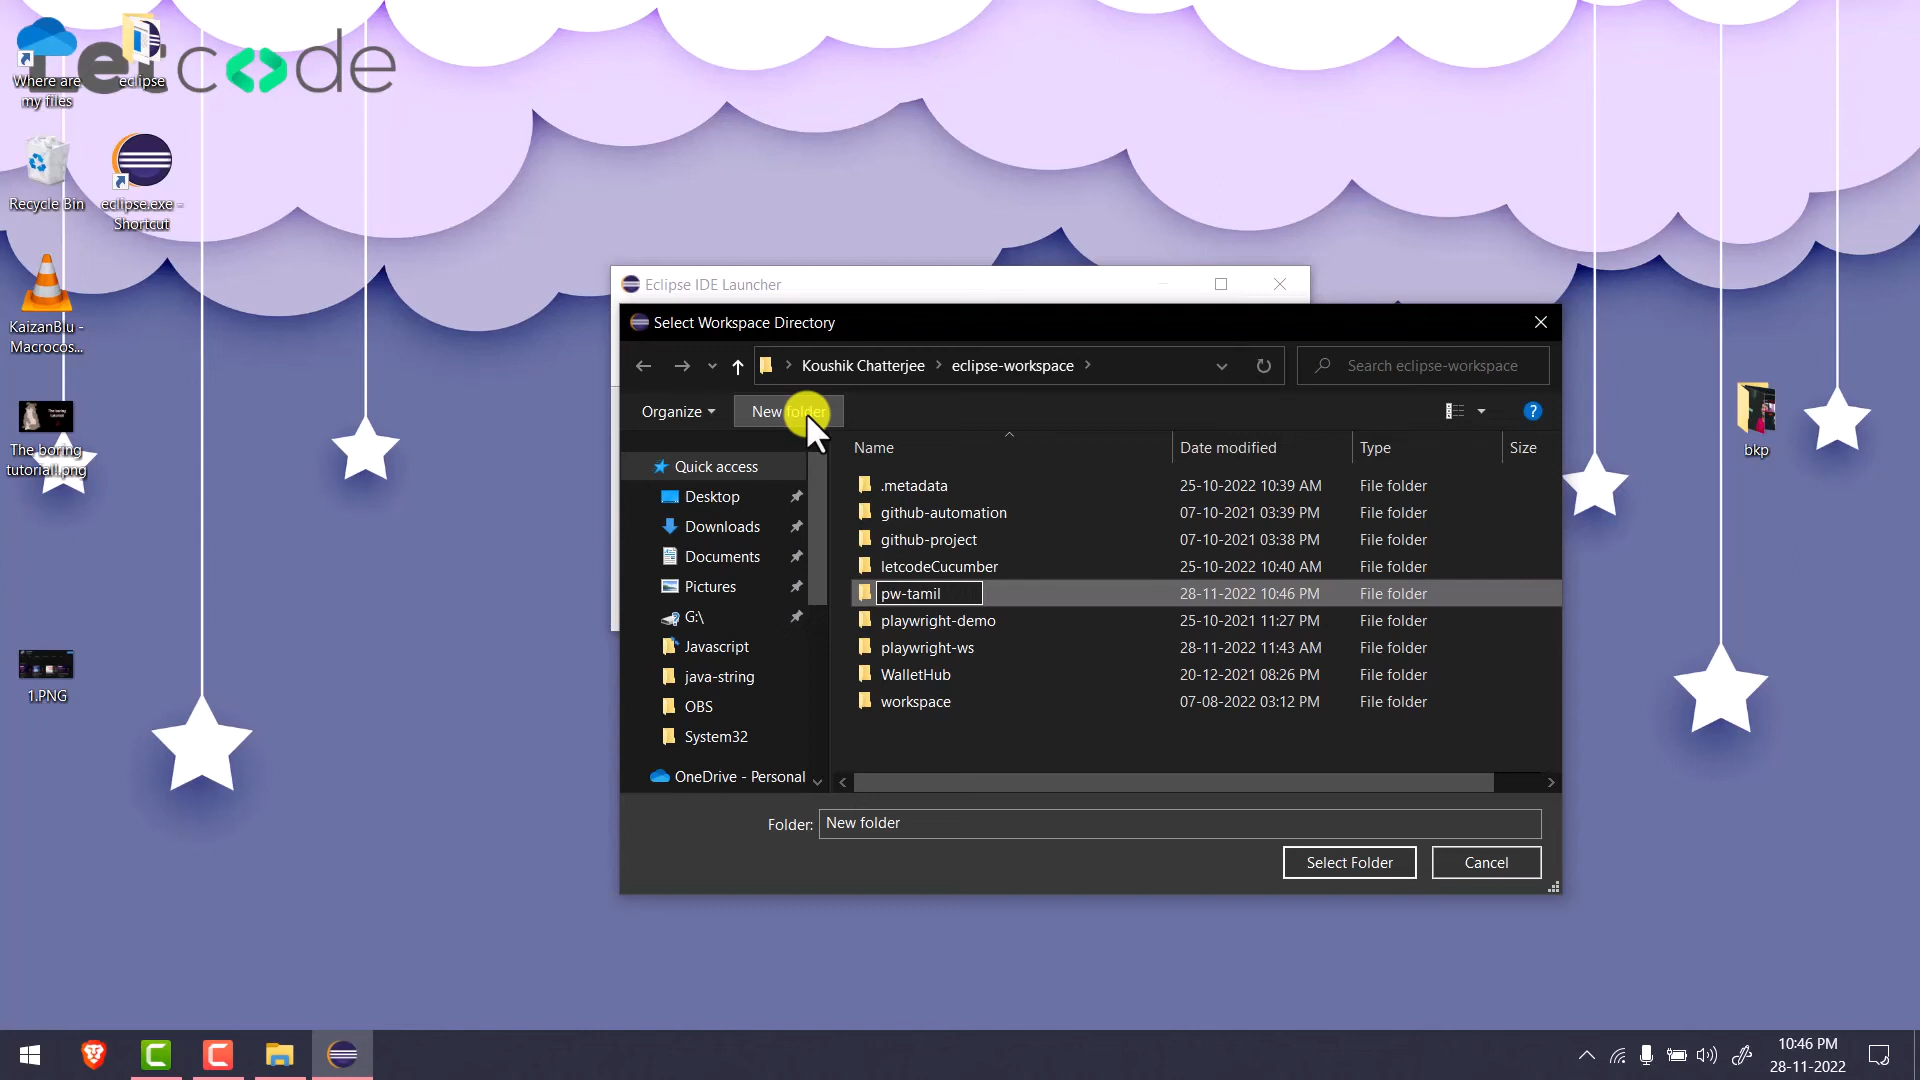 LetCode
Where are
my files
eclipse
Recycle Bin
eclipse.exe -
Shortcut
KaizanBlu -
Macrocos...
The boring
tutorial!.png
1.PNG
bkp
Eclipse IDE Launcher
Select Workspace Directory
Koushik Chatterjee
eclipse-workspace
Search eclipse-workspace
Organize
New folder
?
Name
Date modified
Type
Size
Quick access
Desktop
Downloads
Documents
Pictures
G:\
Javascript
java-string
OBS
System32
OneDrive - Personal
.metadata 25-10-2022 10:39 AM File folder
github-automation 07-10-2021 03:39 PM File folder
github-project 07-10-2021 03:38 PM File folder
letcodeCucumber 25-10-2022 10:40 AM File folder
pw-tamil 28-11-2022 10:46 PM File folder
playwright-demo 25-10-2021 11:27 PM File folder
playwright-ws 28-11-2022 11:43 AM File folder
WalletHub 20-12-2021 08:26 PM File folder
workspace 07-08-2022 03:12 PM File folder
Folder: New folder
Select Folder
Cancel
10:46 PM
28-11-2022